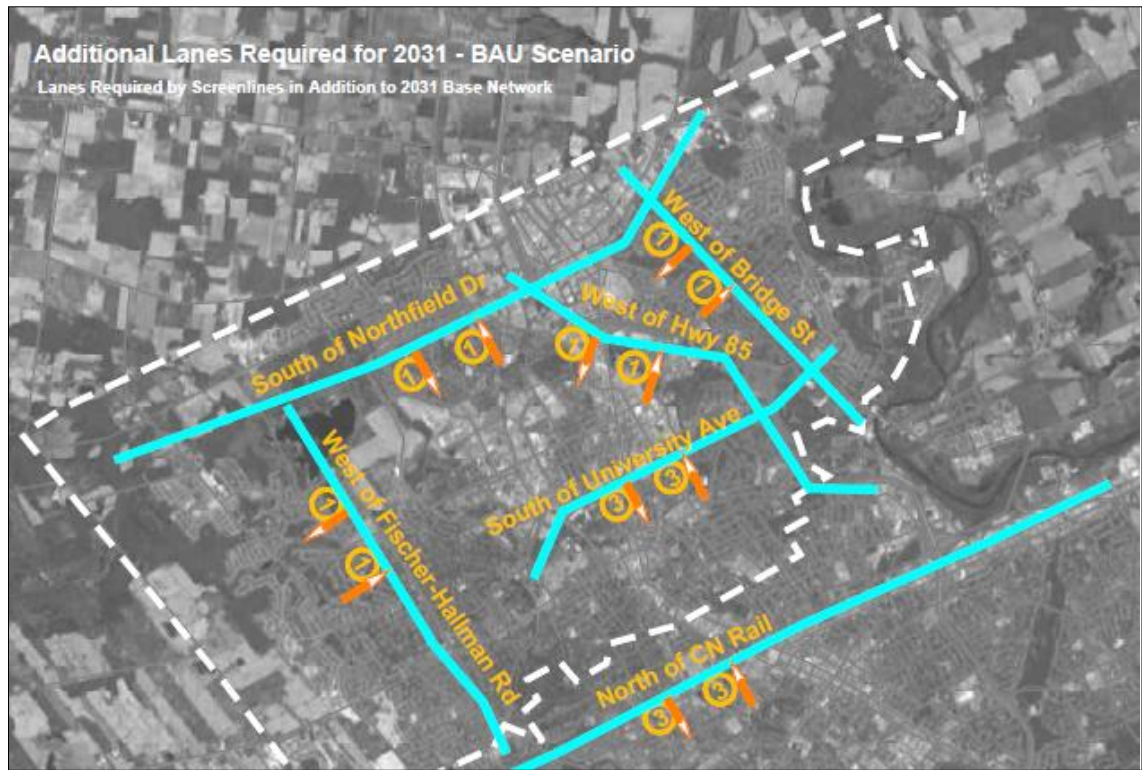 Additional Lanes Required for 2031 - BAU Scenario
Lanes Required by Screenlines in Addition to 2031 Base Network
West of Bridge St
1
1
South of Northfield Dr
West of Hwy 85
1
1
1
1
South of University Ave
3
3
West of Fischer-Hallman Rd
1
1
North of CN Rail
3
3